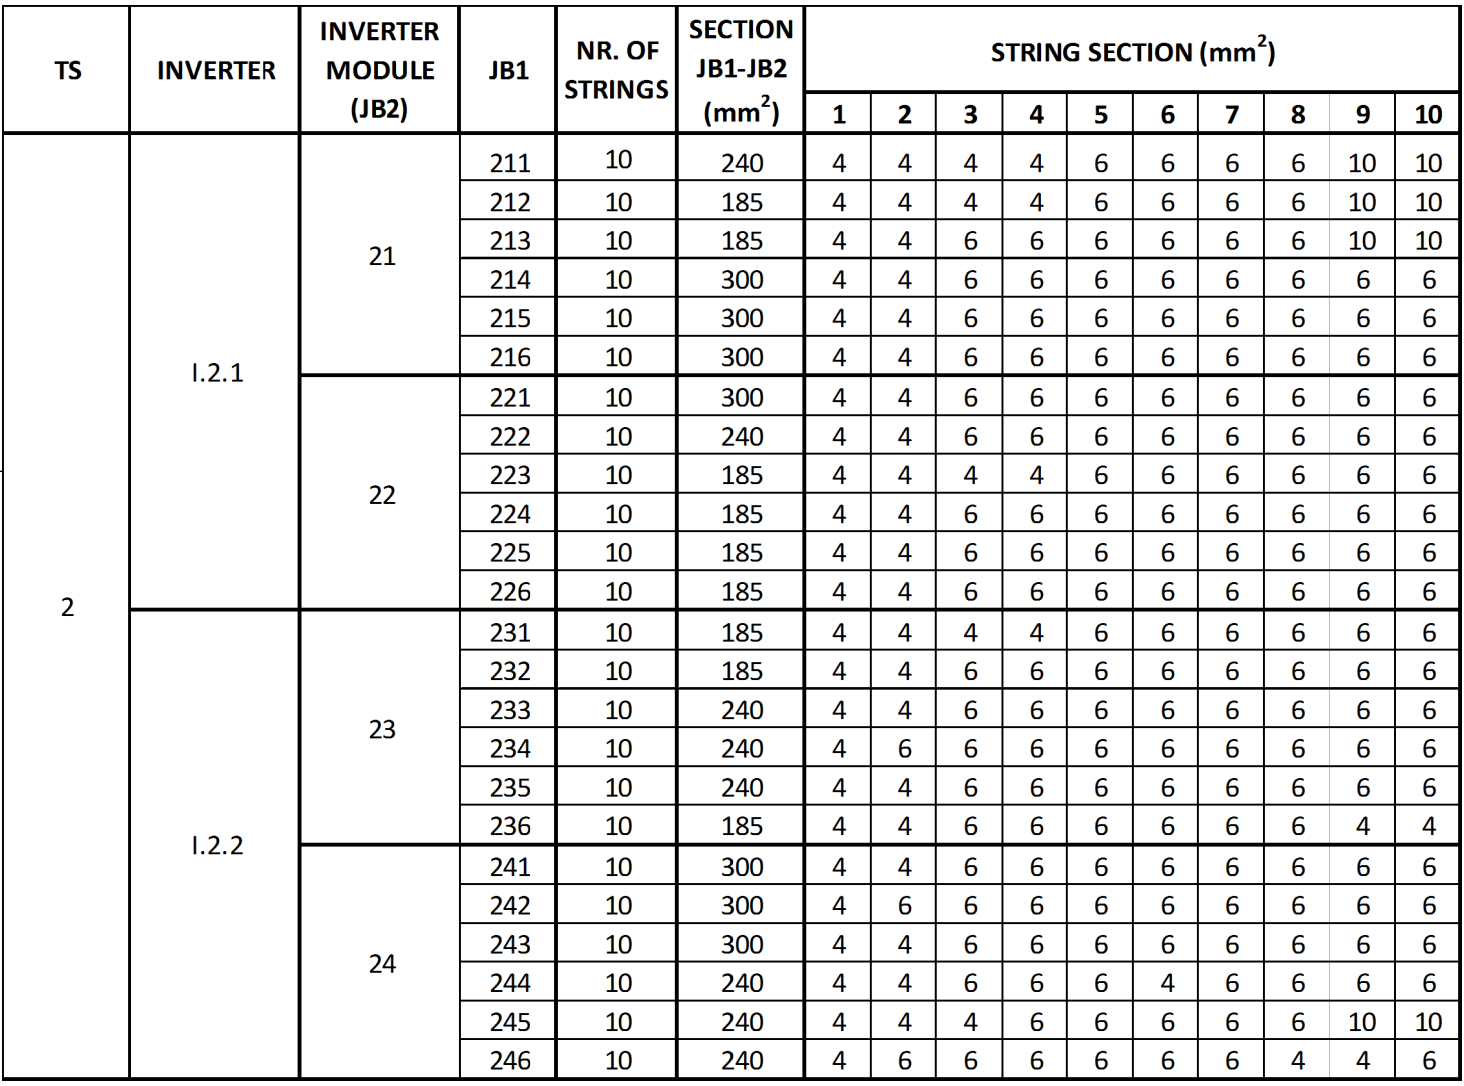 TS INVERTER INVERTER MODULE (JB2) JB1 NR. OF STRINGS SECTION JB1-JB2 (mm²) STRING SECTION (mm²)
1 2 3 4 5 6 7 8 9 10
2 I.2.1 21 211 10 240 4 4 4 4 6 6 6 6 10 10
212 10 185 4 4 4 4 6 6 6 6 10 10
213 10 185 4 4 6 6 6 6 6 6 10 10
214 10 300 4 4 6 6 6 6 6 6 6 6
215 10 300 4 4 6 6 6 6 6 6 6 6
216 10 300 4 4 6 6 6 6 6 6 6 6
22 221 10 300 4 4 6 6 6 6 6 6 6 6
222 10 240 4 4 6 6 6 6 6 6 6 6
223 10 185 4 4 4 4 6 6 6 6 6 6
224 10 185 4 4 6 6 6 6 6 6 6 6
225 10 185 4 4 6 6 6 6 6 6 6 6
226 10 185 4 4 6 6 6 6 6 6 6 6
I.2.2 23 231 10 185 4 4 4 4 6 6 6 6 6 6
232 10 185 4 4 6 6 6 6 6 6 6 6
233 10 240 4 4 6 6 6 6 6 6 6 6
234 10 240 4 6 6 6 6 6 6 6 6 6
235 10 240 4 4 6 6 6 6 6 6 6 6
236 10 185 4 4 6 6 6 6 6 6 4 4
24 241 10 300 4 4 6 6 6 6 6 6 6 6
242 10 300 4 6 6 6 6 6 6 6 6 6
243 10 300 4 4 6 6 6 6 6 6 6 6
244 10 240 4 4 6 6 6 4 6 6 6 6
245 10 240 4 4 4 6 6 6 6 6 10 10
246 10 240 4 6 6 6 6 6 6 4 4 6